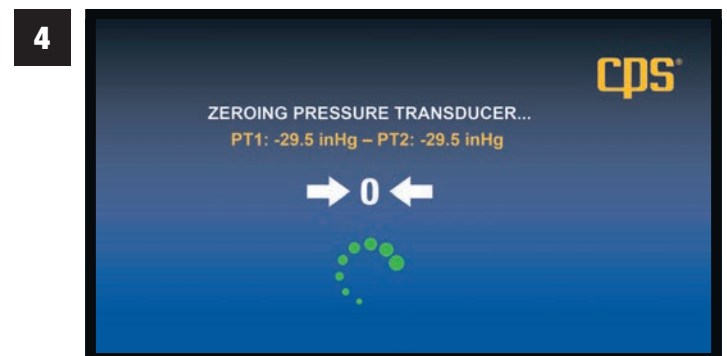 4
cps®
ZEROING PRESSURE TRANSDUCER...
PT1: -29.5 inHg – PT2: -29.5 inHg
0